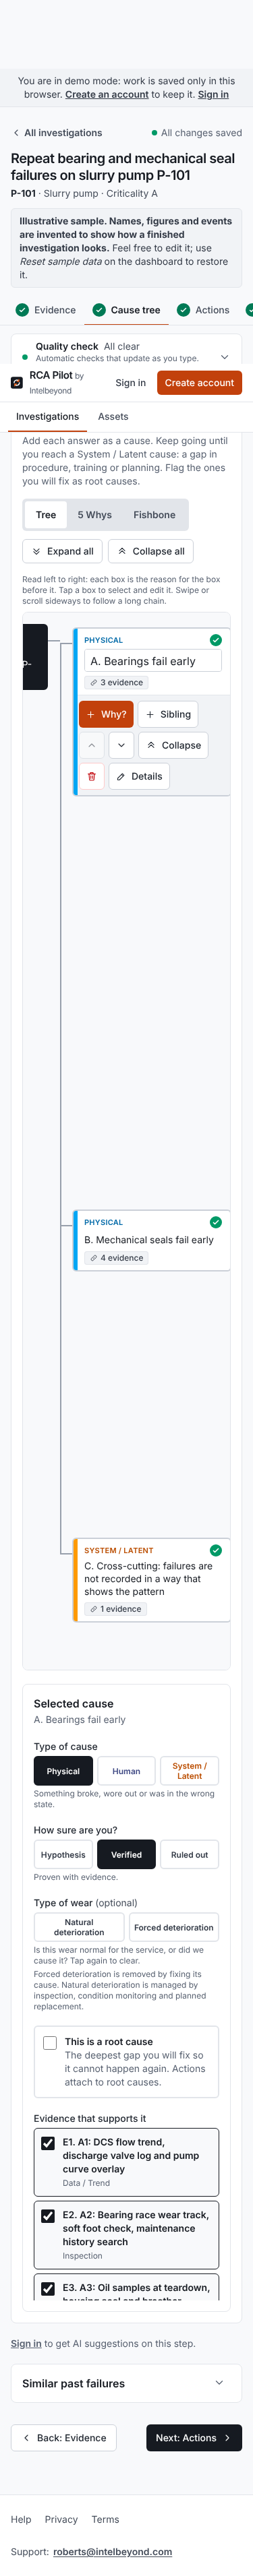 You are in demo mode: work is saved only in this
browser. Create an account to keep it. Sign in
All investigations
All changes saved
Repeat bearing and mechanical seal
failures on slurry pump P-101
P-101 · Slurry pump · Criticality A
Illustrative sample. Names, figures and events
are invented to show how a finished
investigation looks. Feel free to edit it; use
Reset sample data on the dashboard to restore
it.
Evidence
Cause tree
Actions
Quality check All clear
Automatic checks that update as you type.
RCA Pilot by
Intelbeyond
Sign in
Create account
Investigations
Assets
Add each answer as a cause. Keep going until
you reach a System / Latent cause: a gap in
procedure, training or planning. Flag the ones
you will fix as root causes.
Tree
5 Whys
Fishbone
Expand all
Collapse all
Read left to right: each box is the reason for the box
before it. Tap a box to select and edit it. Swipe or
scroll sideways to follow a long chain.
P-
PHYSICAL
A. Bearings fail early
3 evidence
Why?
Sibling
Collapse
Details
PHYSICAL
B. Mechanical seals fail early
4 evidence
SYSTEM / LATENT
C. Cross-cutting: failures are
not recorded in a way that
shows the pattern
1 evidence
Selected cause
A. Bearings fail early
Type of cause
Physical
Human
System /
Latent
Something broke, wore out or was in the wrong
state.
How sure are you?
Hypothesis
Verified
Ruled out
Proven with evidence.
Type of wear (optional)
Natural
deterioration
Forced deterioration
Is this wear normal for the service, or did we
cause it? Tap again to clear.
Forced deterioration is removed by fixing its
cause. Natural deterioration is managed by
inspection, condition monitoring and planned
replacement.
This is a root cause
The deepest gap you will fix so
it cannot happen again. Actions
attach to root causes.
Evidence that supports it
E1. A1: DCS flow trend,
discharge valve log and pump
curve overlay
Data / Trend
E2. A2: Bearing race wear track,
soft foot check, maintenance
history search
Inspection
E3. A3: Oil samples at teardown,
housing seal and breather
Sign in to get AI suggestions on this step.
Similar past failures
Back: Evidence
Next: Actions
Help
Privacy
Terms
Support: roberts@intelbeyond.com